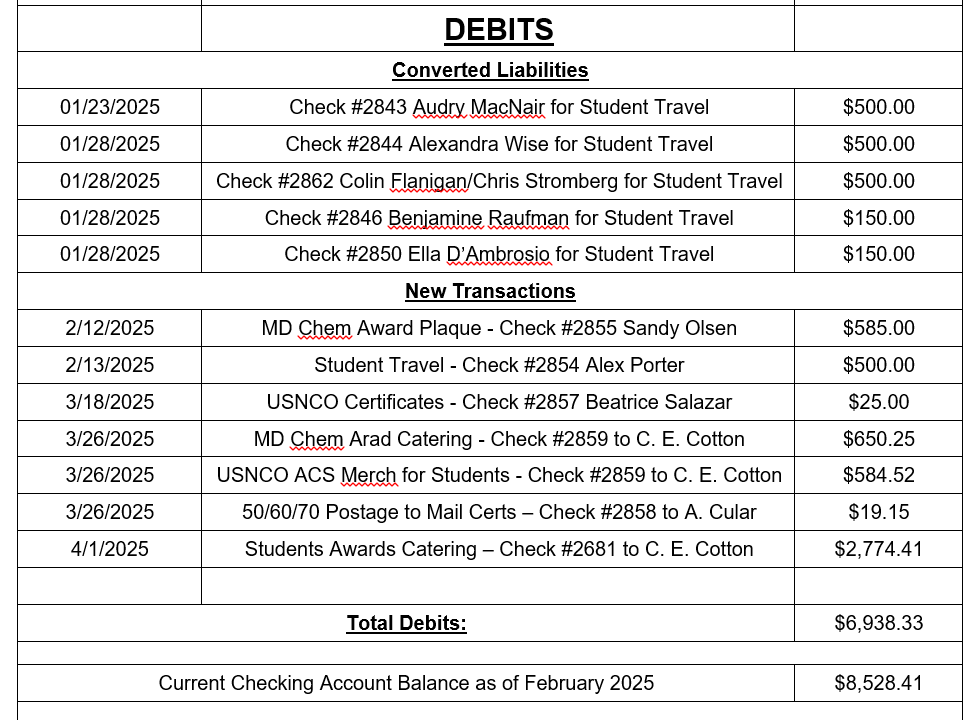 DEBITS
Converted Liabilities
01/23/2025 Check #2843 Audry MacNair for Student Travel $500.00
01/28/2025 Check #2844 Alexandra Wise for Student Travel $500.00
01/28/2025 Check #2862 Colin Flanigan/Chris Stromberg for Student Travel $500.00
01/28/2025 Check #2846 Benjamine Raufman for Student Travel $150.00
01/28/2025 Check #2850 Ella D’Ambrosio for Student Travel $150.00
New Transactions
2/12/2025 MD Chem Award Plaque - Check #2855 Sandy Olsen $585.00
2/13/2025 Student Travel - Check #2854 Alex Porter $500.00
3/18/2025 USNCO Certificates - Check #2857 Beatrice Salazar $25.00
3/26/2025 MD Chem Arad Catering - Check #2859 to C. E. Cotton $650.25
3/26/2025 USNCO ACS Merch for Students - Check #2859 to C. E. Cotton $584.52
3/26/2025 50/60/70 Postage to Mail Certs – Check #2858 to A. Cular $19.15
4/1/2025 Students Awards Catering – Check #2681 to C. E. Cotton $2,774.41
Total Debits: $6,938.33
Current Checking Account Balance as of February 2025 $8,528.41